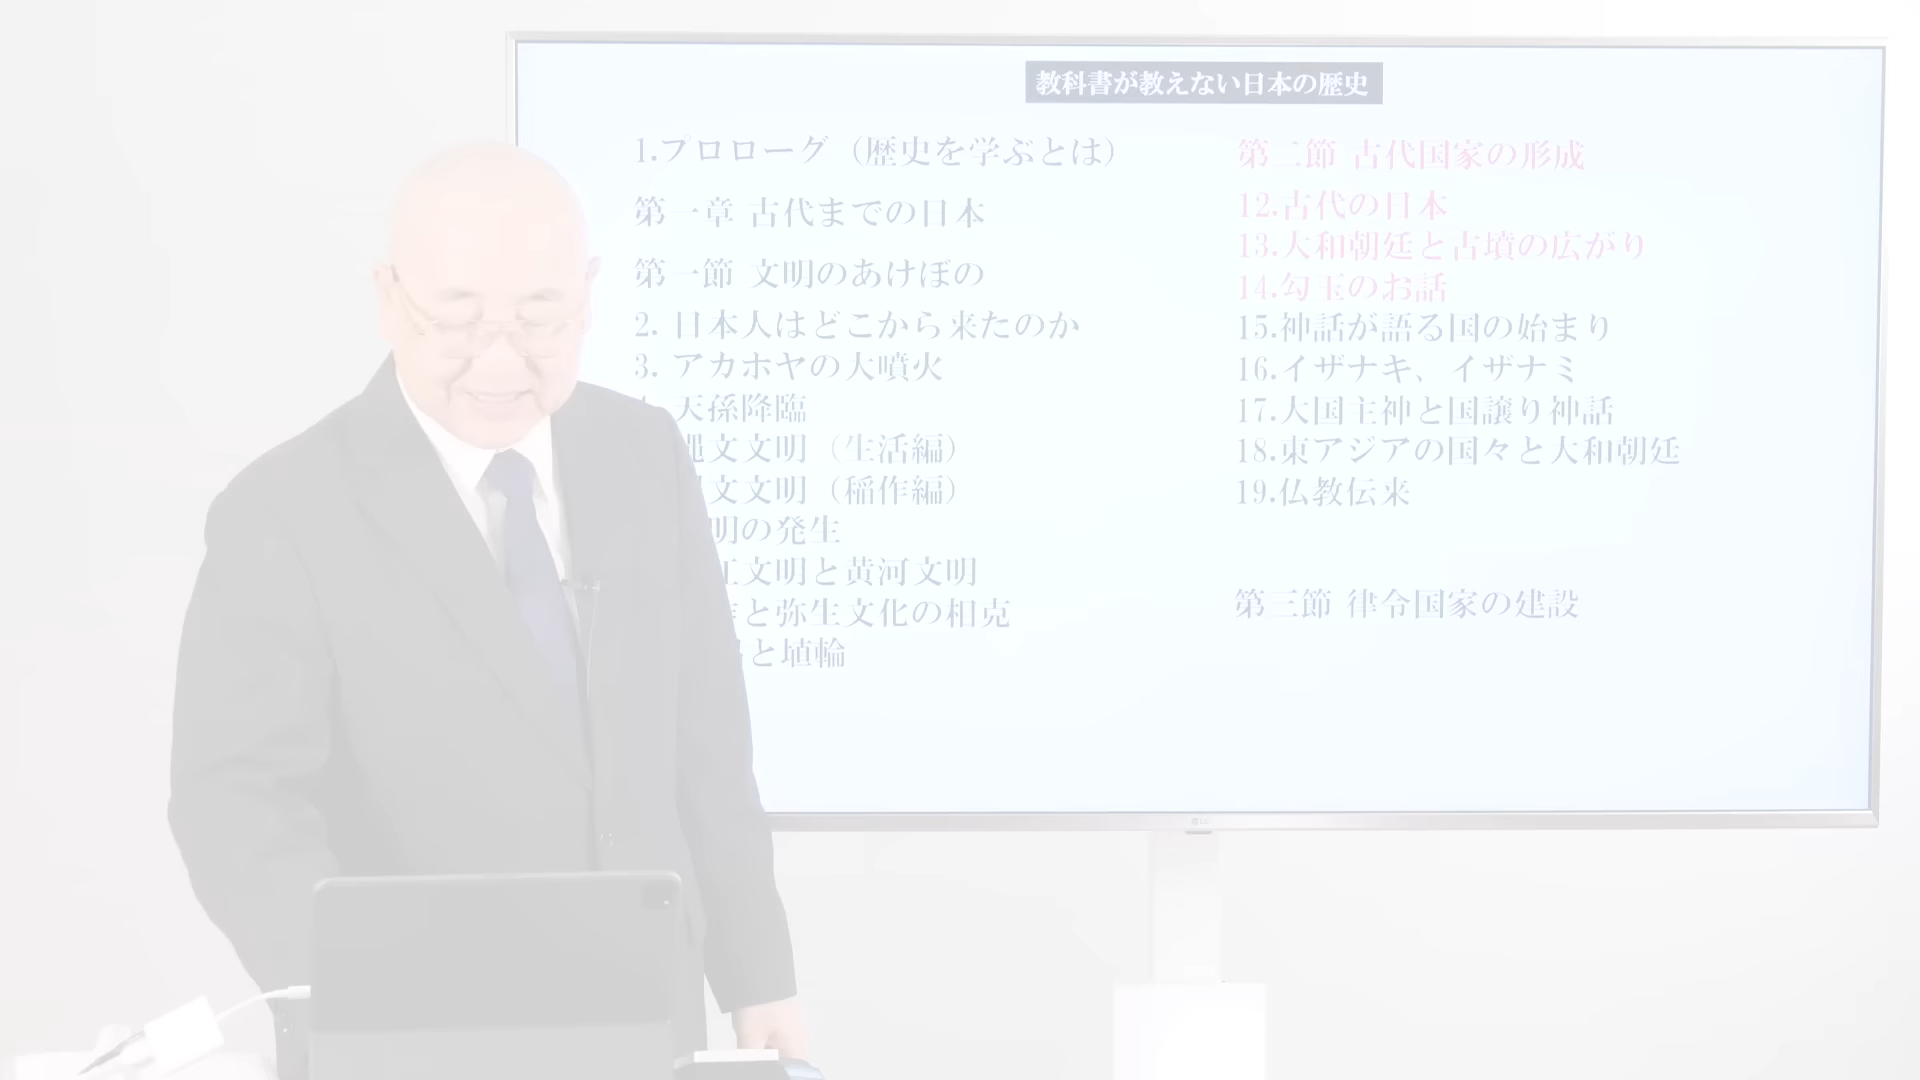 教科書が教えない日本の歴史
1.プロローグ（歴史を学ぶとは）
第一章 古代までの日本
第一節 文明のあけぼの
2. 日本人はどこから来たのか
3. アカホヤの大噴火
天孫降臨
縄文文明（生活編）
文文明（稲作編）
明の発生
江文明と黄河文明
と弥生文化の相克
と埴輪
第二節 古代国家の形成
12.古代の日本
13.大和朝廷と古墳の広がり
14.勾玉のお話
15.神話が語る国の始まり
16.イザナキ、イザナミ
17.大国主神と国譲り神話
18.東アジアの国々と大和朝廷
19.仏教伝来
第三節 律令国家の建設
LG